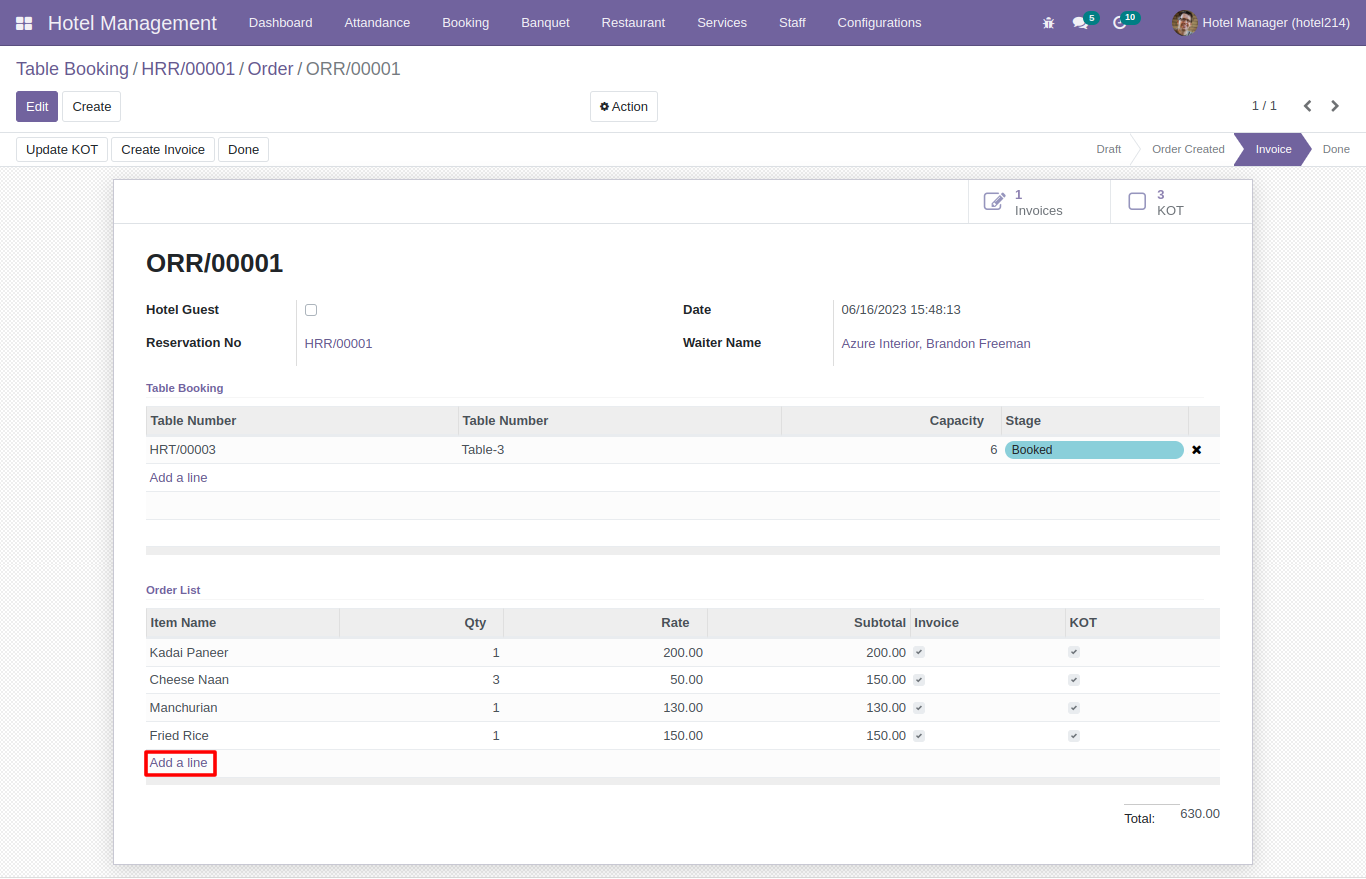 Hotel Management Dashboard Attandance Booking Banquet Restaurant Services Staff Configurations 5 10 Hotel Manager (hotel214)
Table Booking / HRR/00001 / Order / ORR/00001
Edit Create Action 1 / 1
Update KOT Create Invoice Done Draft Order Created Invoice Done
1 3
Invoices KOT
ORR/00001
Hotel Guest Date 06/16/2023 15:48:13
Reservation No HRR/00001 Waiter Name Azure Interior, Brandon Freeman
Table Booking
Table Number Table Number Capacity Stage
HRT/00003 Table-3 6 Booked
Add a line
Order List
Item Name Qty Rate Subtotal Invoice KOT
Kadai Paneer 1 200.00 200.00
Cheese Naan 3 50.00 150.00
Manchurian 1 130.00 130.00
Fried Rice 1 150.00 150.00
Add a line
Total: 630.00